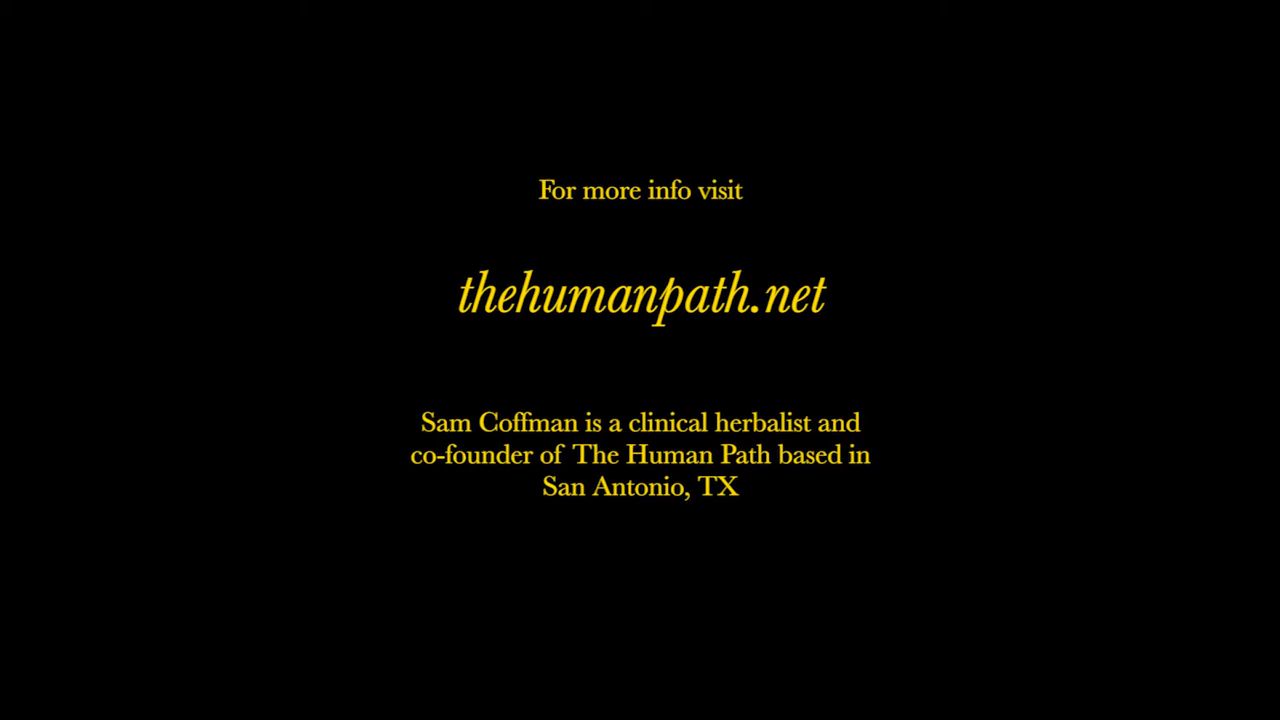 For more info visit
thehumanpath.net
Sam Coffman is a clinical herbalist and
co-founder of The Human Path based in
San Antonio, TX